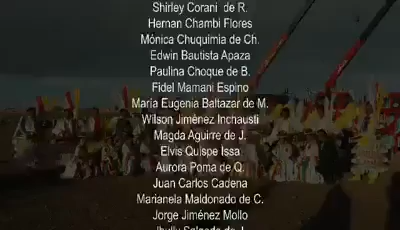 Shirley Corani de R.
Hernan Chambi Flores
Mónica Chuquimia de Ch.
Edwin Bautista Apaza
Paulina Choque de B.
Fidel Mamani Espino
María Eugenia Baltazar de M.
Wilson Jiménez Inchausti
Magda Aguirre de J.
Elvis Quispe Issa
Aurora Poma de Q.
Juan Carlos Cadena
Marianela Maldonado de C.
Jorge Jiménez Mollo